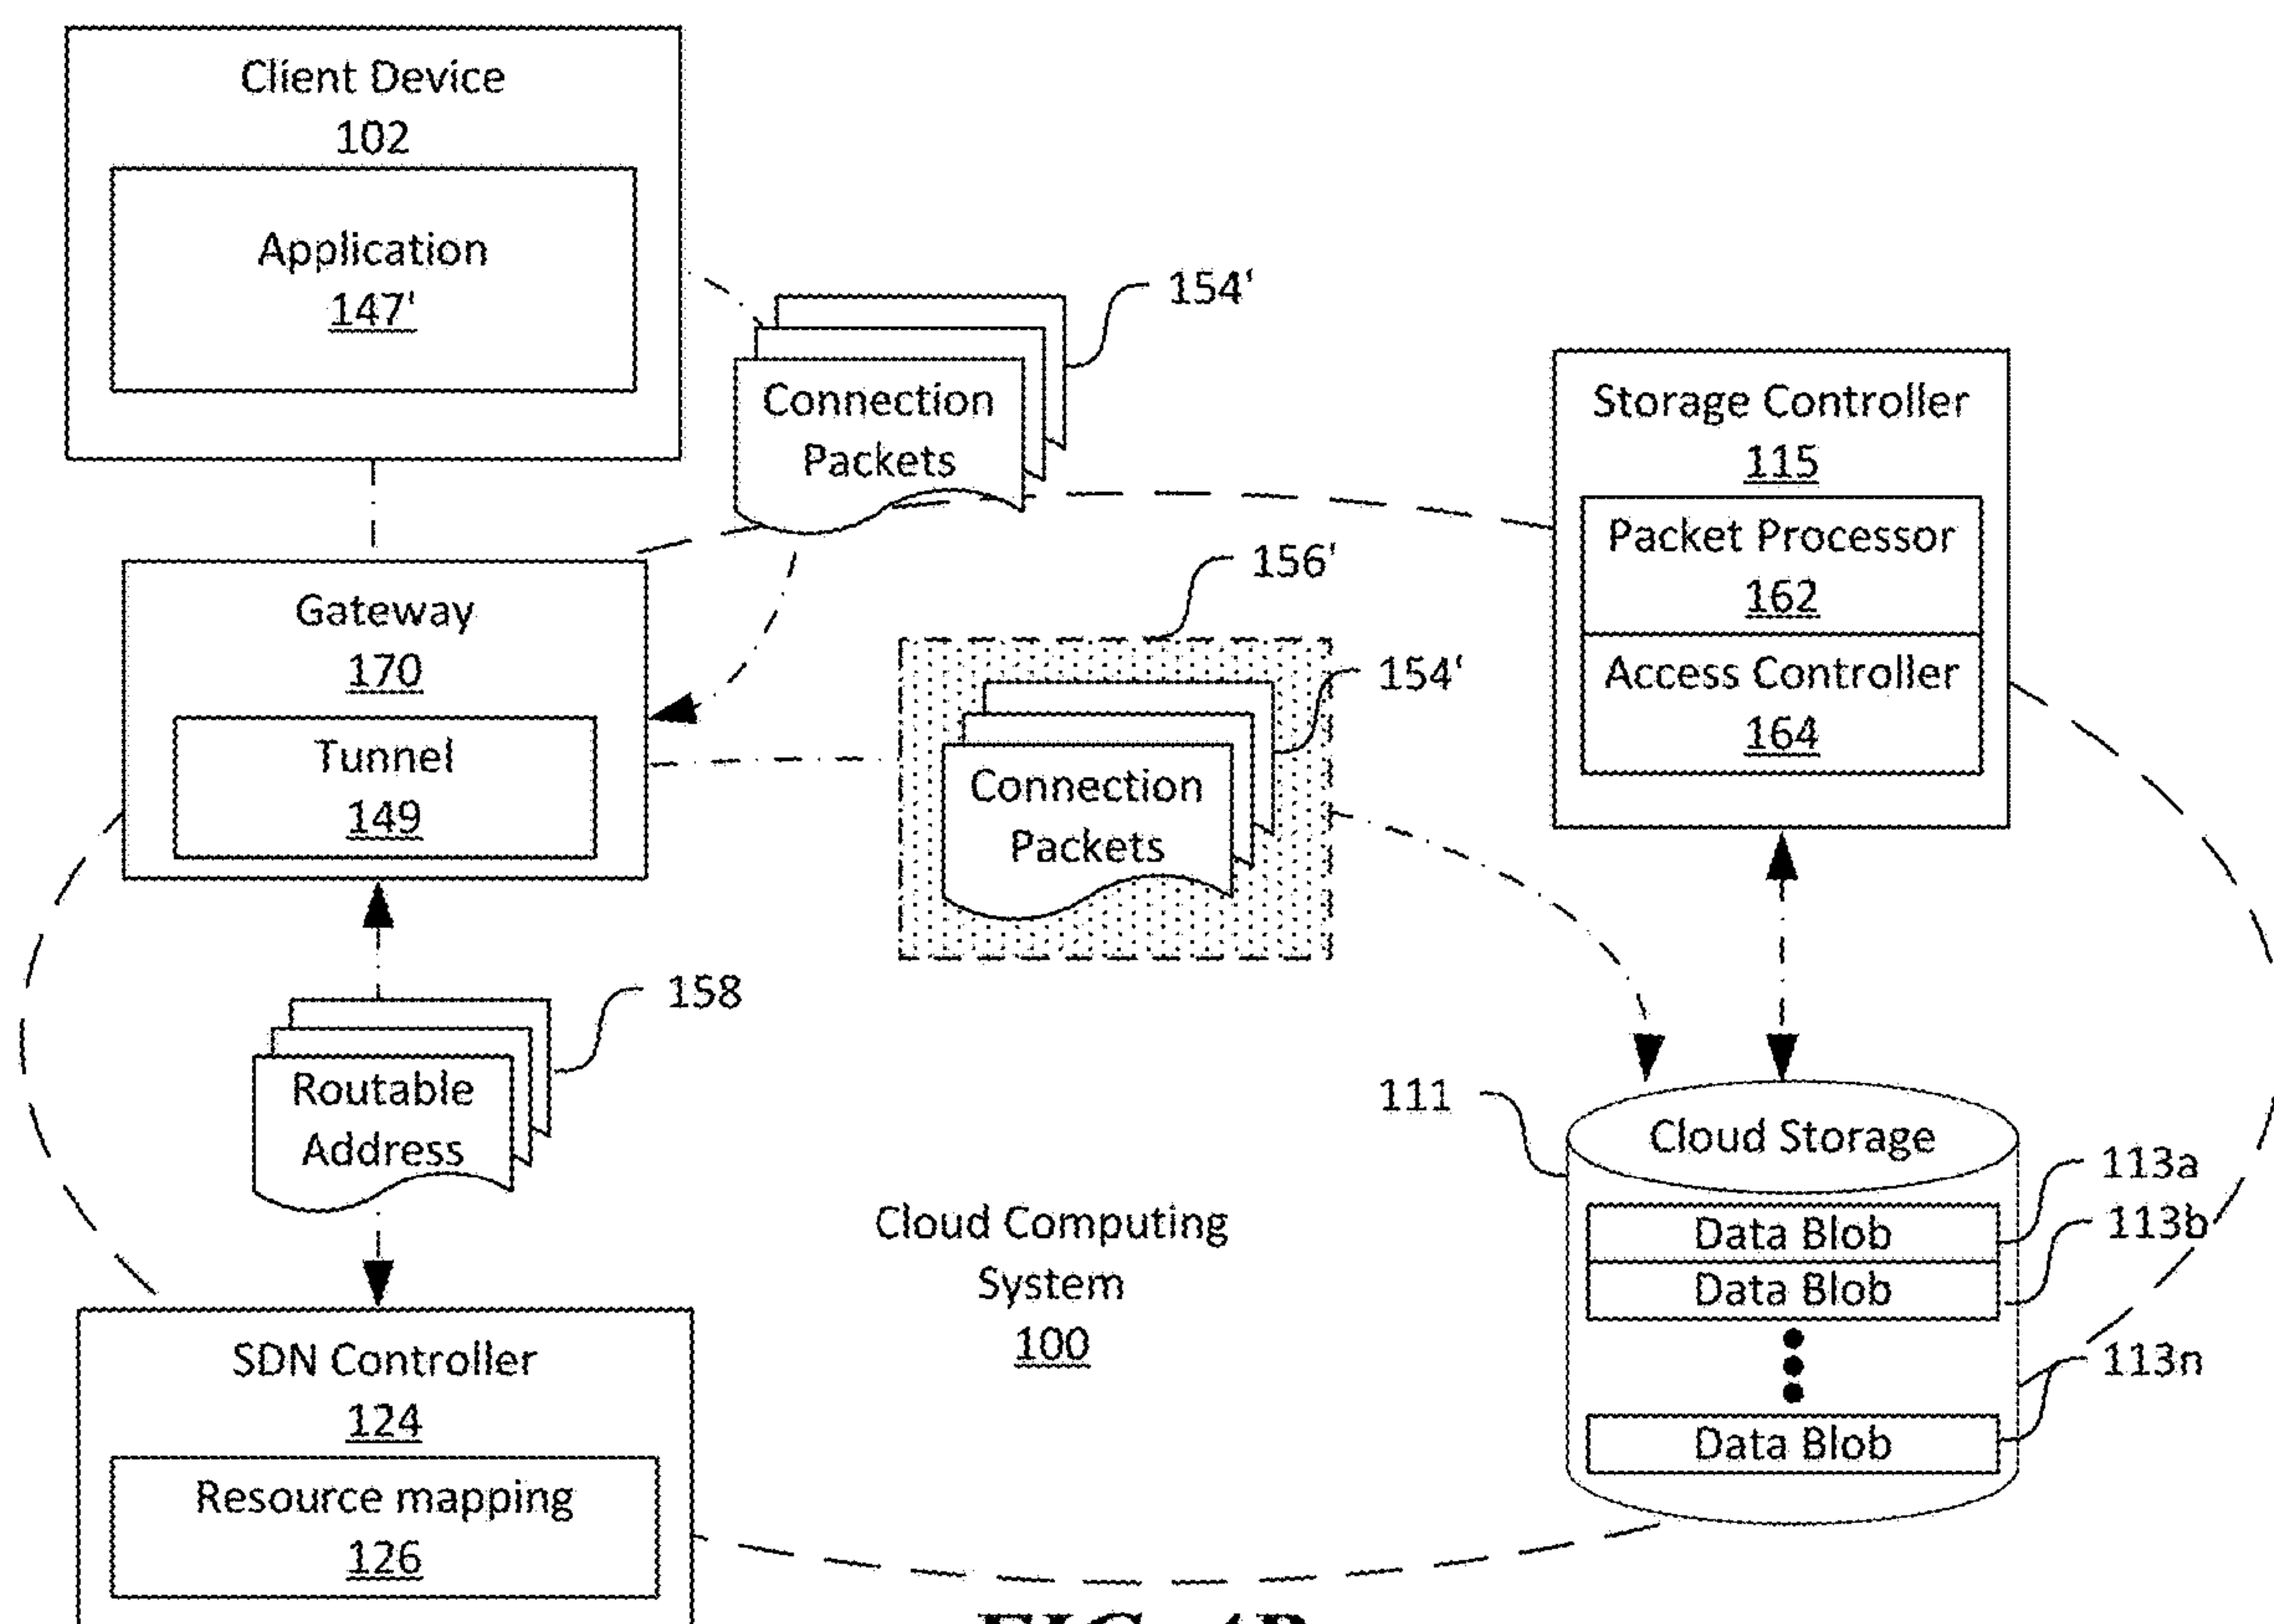 Client Device
102
Application
147'
154'
Connection
Packets
Storage Controller
115
Packet Processor
162
Access Controller
164
Gateway
170
Tunnel
149
156'
154'
Connection
Packets
158
Routable
Address
111
Cloud Storage
113a
Data Blob
113b
Data Blob
113n
Data Blob
Cloud Computing
System
100
SDN Controller
124
Resource mapping
126